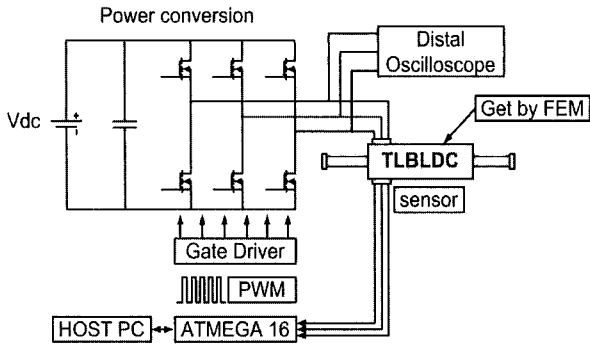 Power conversion
Distal
Oscilloscope
Vdc
Get by FEM
TLBLDC
sensor
Gate Driver
PWM
HOST PC
ATMEGA 16